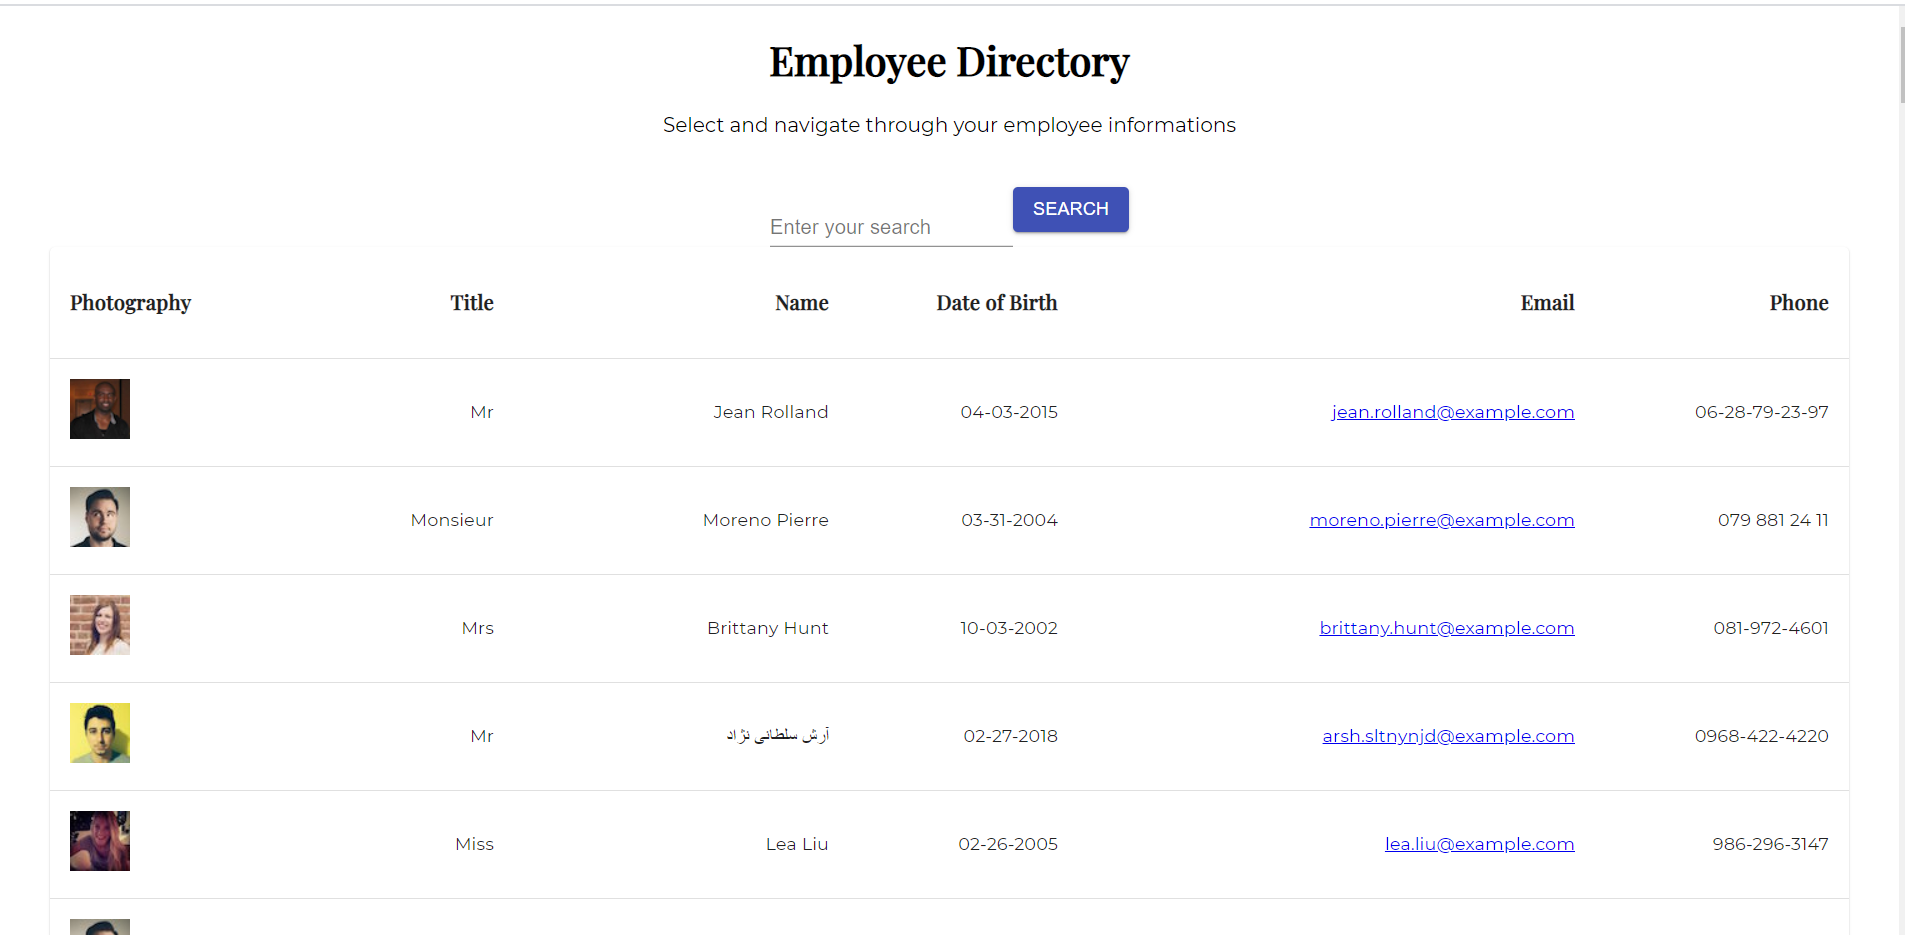 Employee Directory
Select and navigate through your employee informations
Enter your search SEARCH
Photography Title Name Date of Birth Email Phone
Mr Jean Rolland 04-03-2015 jean.rolland@example.com 06-28-79-23-97
Monsieur Moreno Pierre 03-31-2004 moreno.pierre@example.com 079 881 24 11
Mrs Brittany Hunt 10-03-2002 brittany.hunt@example.com 081-972-4601
Mr آرش سلطانی نژاد 02-27-2018 arsh.sltnynjd@example.com 0968-422-4220
Miss Lea Liu 02-26-2005 lea.liu@example.com 986-296-3147